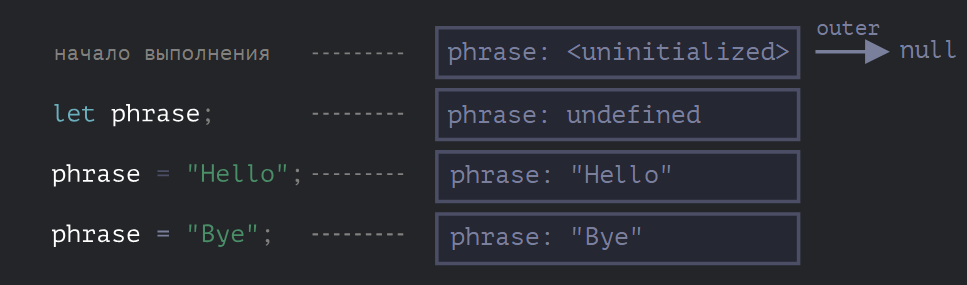 outer
начало выполнения --------- phrase: <uninitialized> null
let phrase; --------- phrase: undefined
phrase = "Hello"; --------- phrase: "Hello"
phrase = "Bye"; --------- phrase: "Bye"